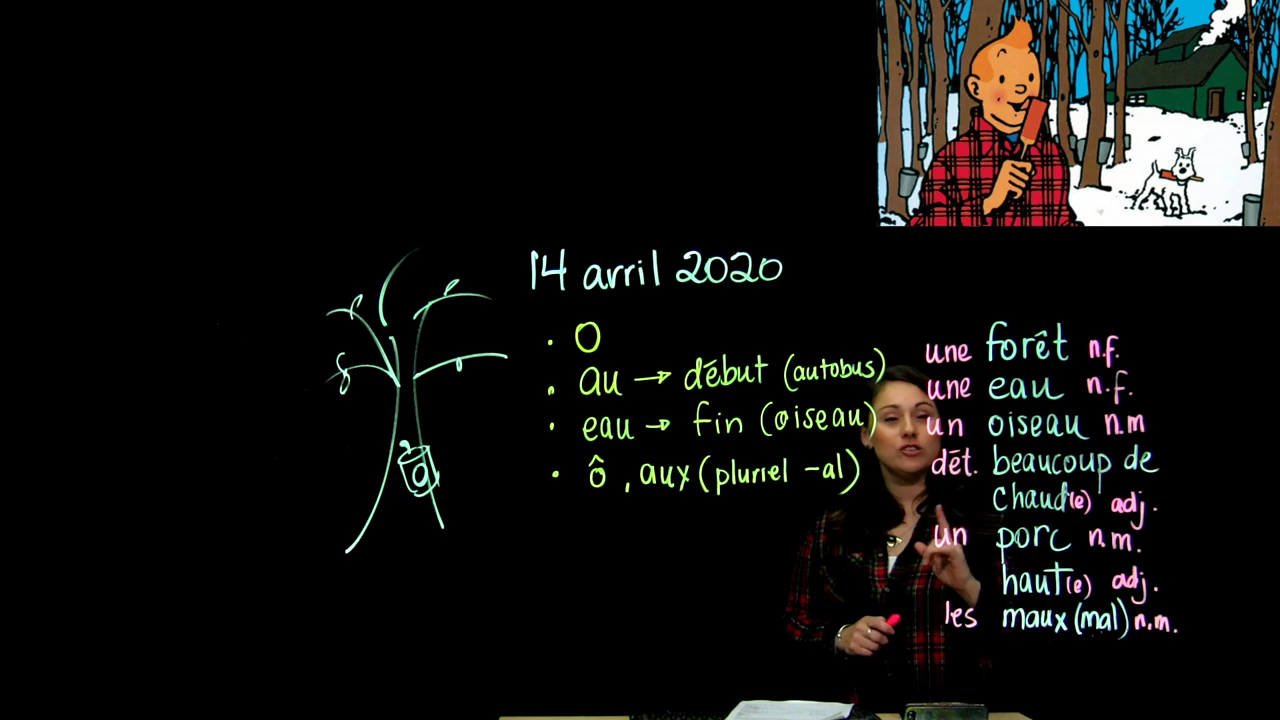 14 avril 2020
• O
• au → début (autobus)
• eau → fin (oiseau)
• ô, aux (pluriel -al)
une forêt n.f.
une eau n.f.
un oiseau n.m
dét. beaucoup de
chaud(e) adj.
un porc n.m.
haut(e) adj.
les maux (mal) n.m.